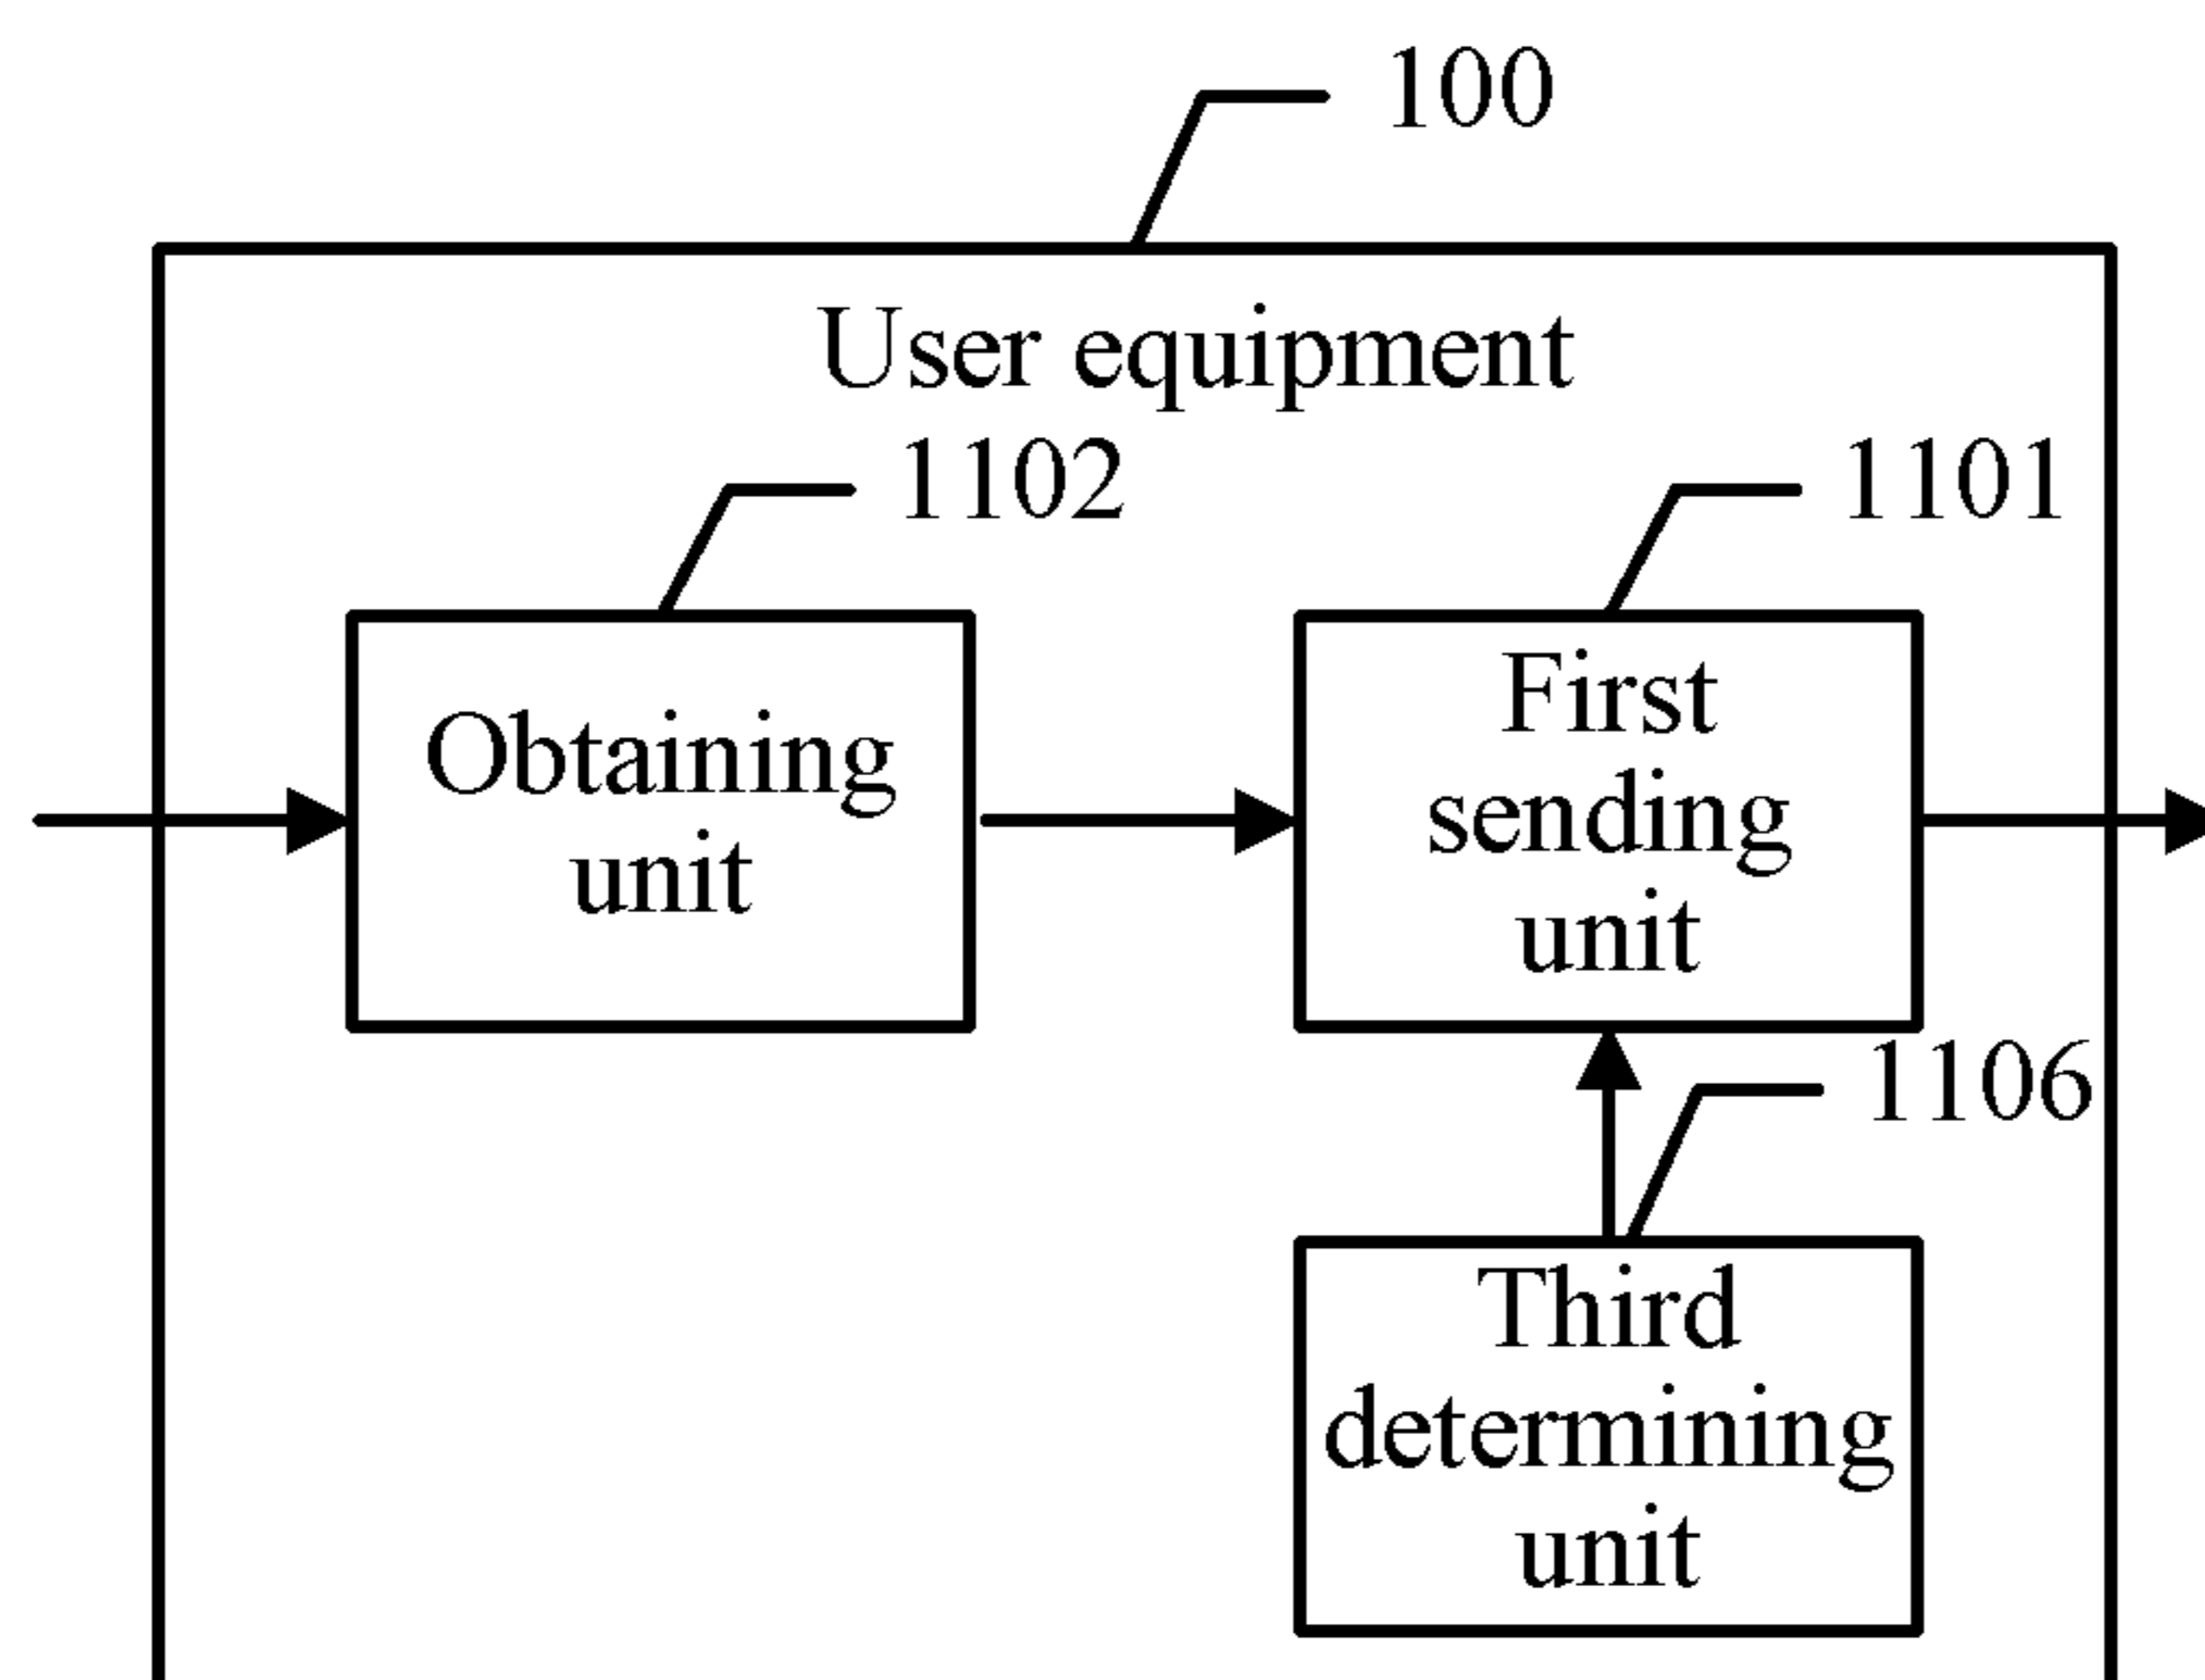 100
User equipment
1102
1101
Obtaining
unit
First
sending
unit
1106
Third
determining
unit